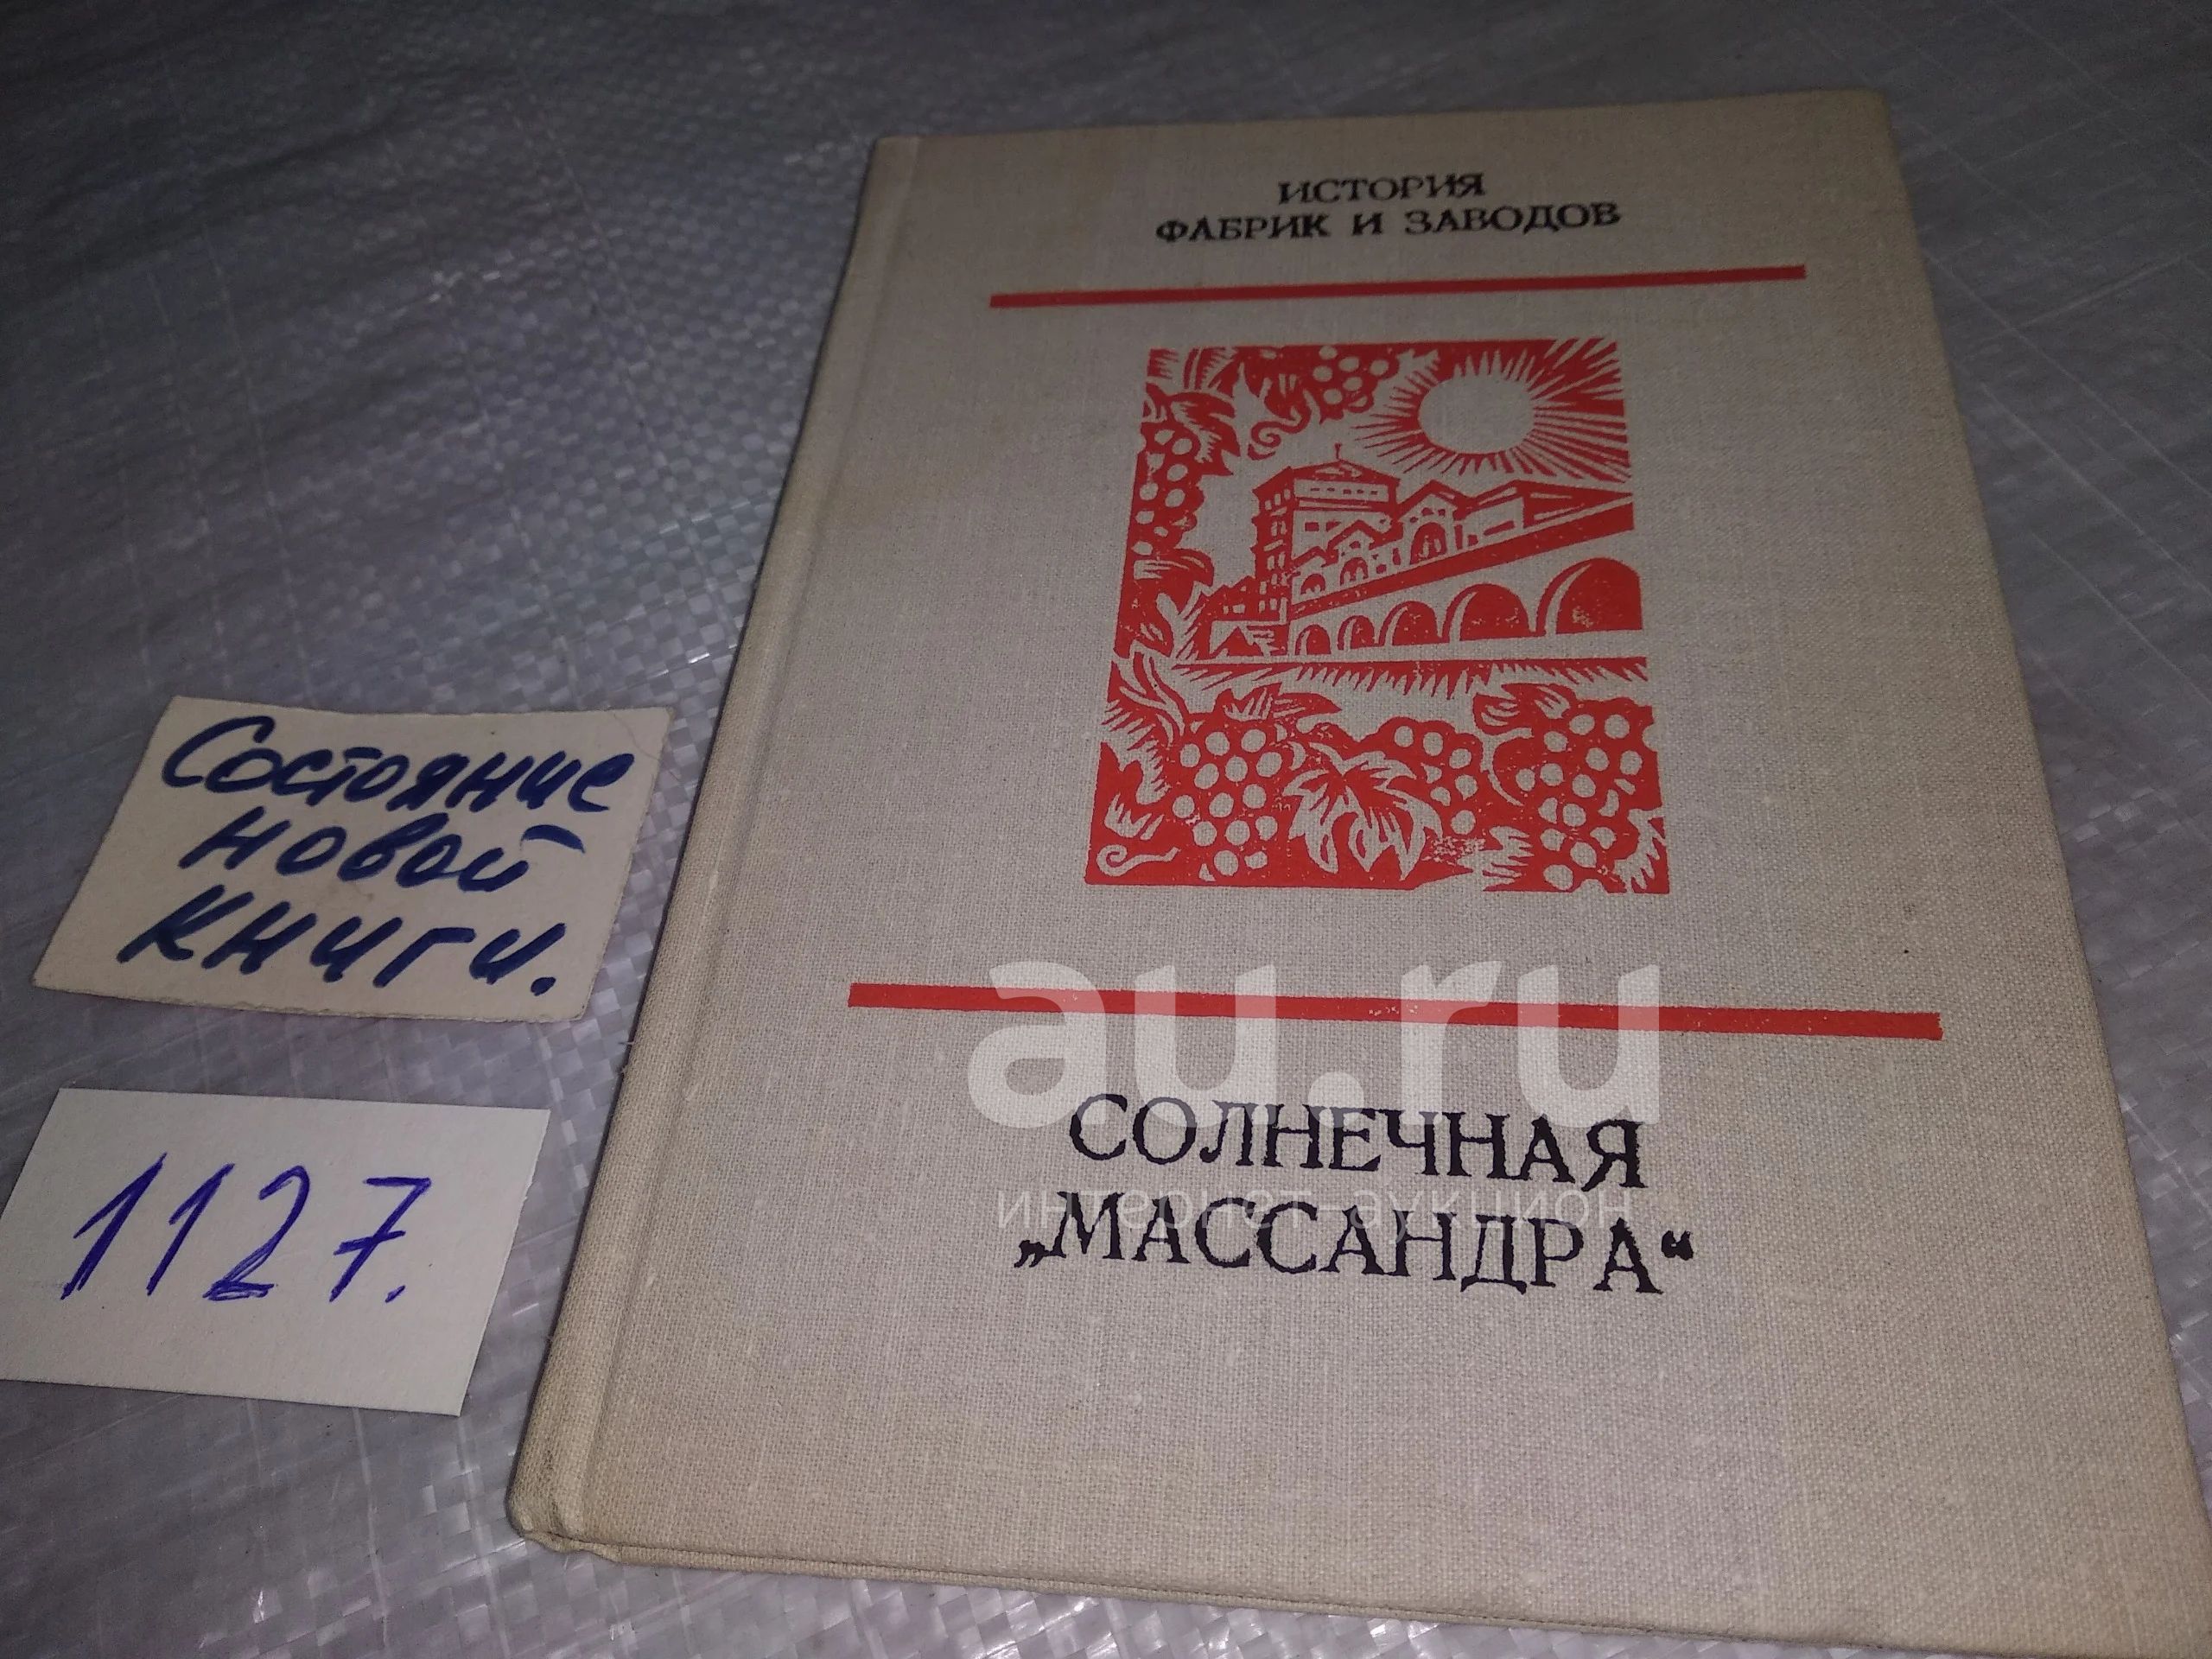 ИСТОРИЯ
ФАБРИК И ЗАВОДОВ
Состояние
новой
книги.
1127.
au.ru
СОЛНЕЧНАЯ
интернет аукцион
„МАССАНДРА“